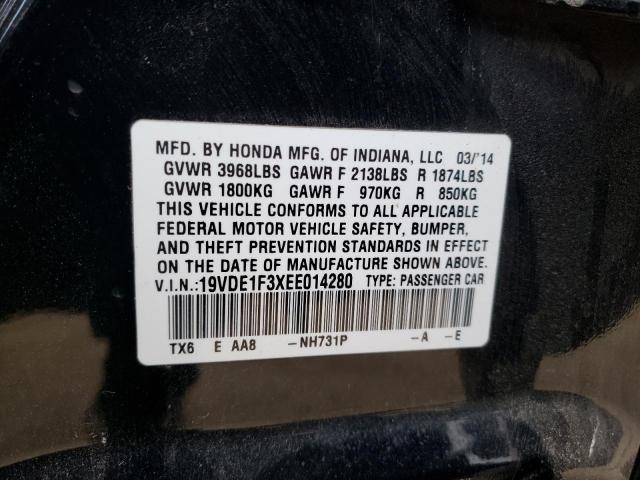 MFD. BY HONDA MFG. OF INDIANA, LLC 03/'14
GVWR 3968LBS GAWR F 2138LBS R 1874LBS
GVWR 1800KG GAWR F 970KG R 850KG
THIS VEHICLE CONFORMS TO ALL APPLICABLE
FEDERAL MOTOR VEHICLE SAFETY, BUMPER,
AND THEFT PREVENTION STANDARDS IN EFFECT
ON THE DATE OF MANUFACTURE SHOWN ABOVE.
V.I.N.:19VDE1F3XEE014280 TYPE: PASSENGER CAR
TX6 E AA8 -NH731P -A -E